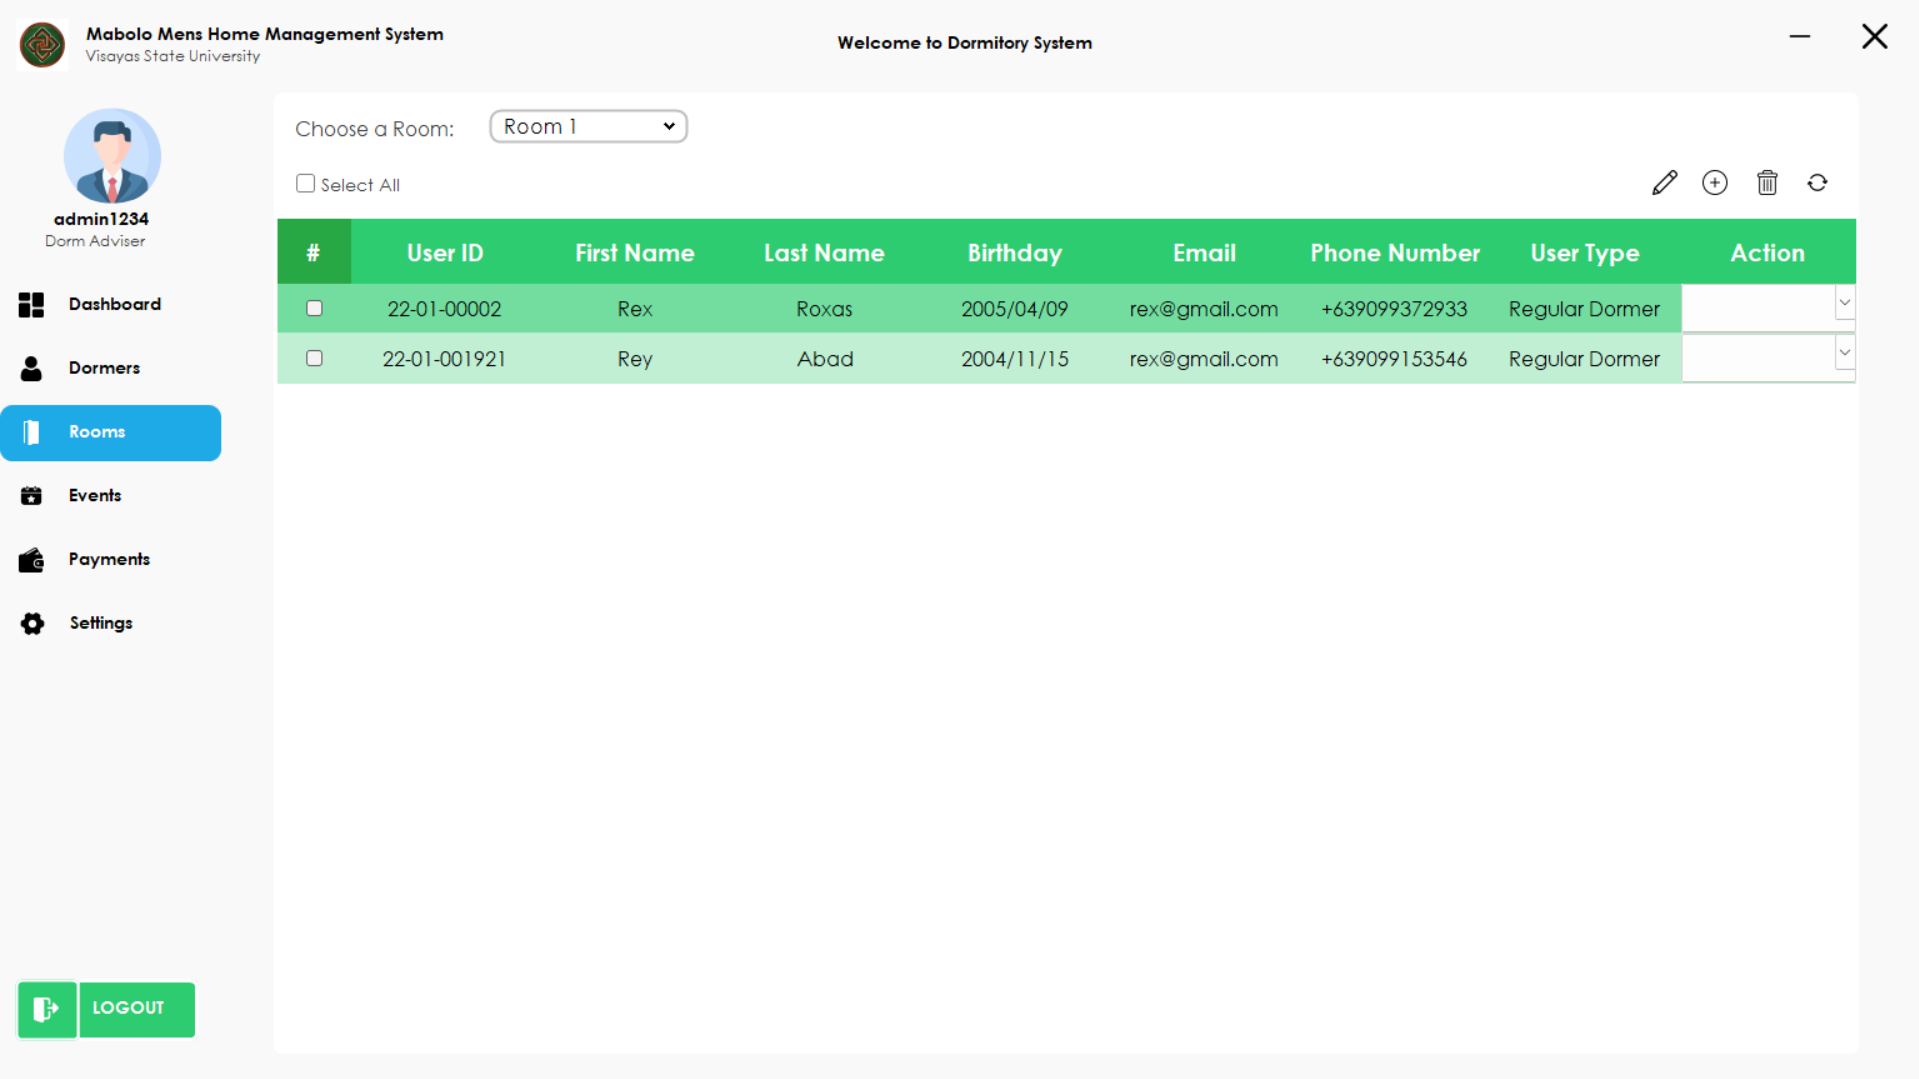 Mabolo Mens Home Management System
Visayas State University
Welcome to Dormitory System
admin1234
Dorm Adviser
Dashboard
Dormers
Rooms
Events
Payments
Settings
LOGOUT
Choose a Room: Room 1
Select All
# User ID First Name Last Name Birthday Email Phone Number User Type Action
22-01-00002 Rex Roxas 2005/04/09 rex@gmail.com +639099372933 Regular Dormer
22-01-001921 Rey Abad 2004/11/15 rex@gmail.com +639099153546 Regular Dormer